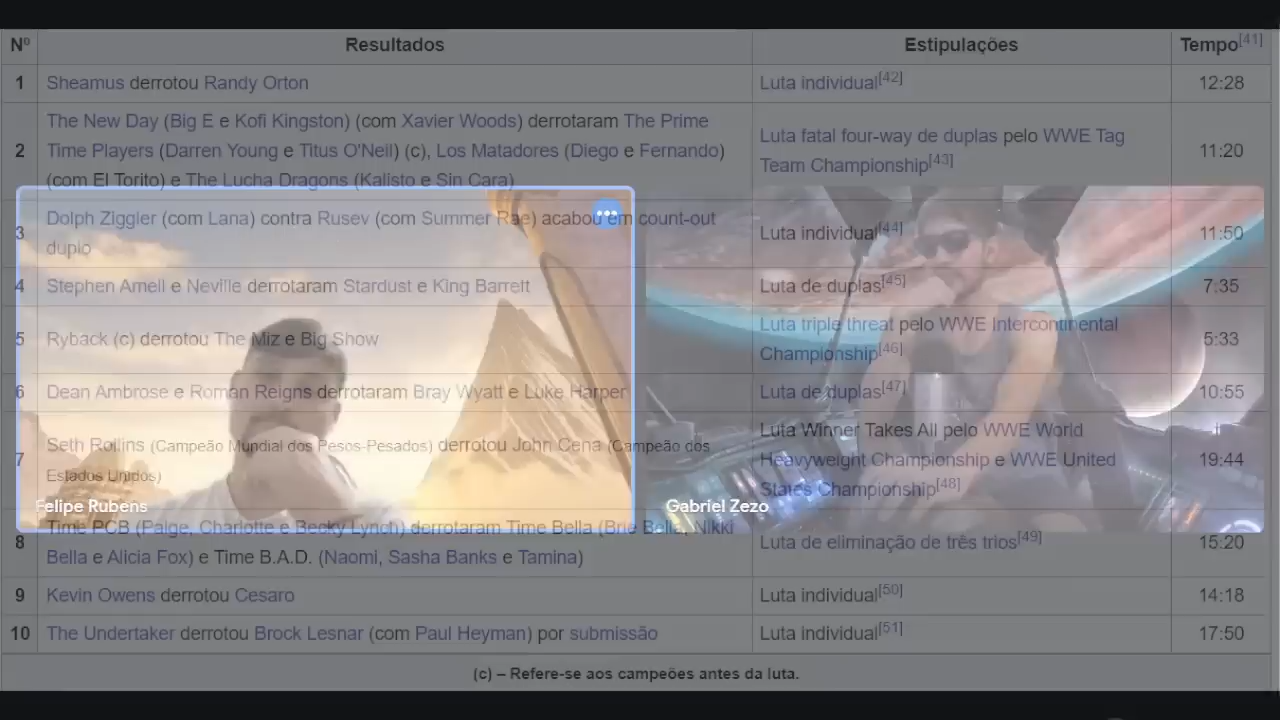 Nº Resultados Estipulações Tempo[41]
1 Sheamus derrotou Randy Orton Luta individual[42] 12:28
2 The New Day (Big E e Kofi Kingston) (com Xavier Woods) derrotaram The Prime
Time Players (Darren Young e Titus O'Neil) (c), Los Matadores (Diego e Fernando)
(com El Torito) e The Lucha Dragons (Kalisto e Sin Cara)
Luta fatal four-way de duplas pelo WWE Tag
Team Championship[43]
11:20
3 Dolph Ziggler (com Lana) contra Rusev (com Summer Rae) acabou em count-out
duplo
Luta individual[44] 11:50
4 Stephen Amell e Neville derrotaram Stardust e King Barrett Luta de duplas[45] 7:35
5 Ryback (c) derrotou The Miz e Big Show
Luta triple threat pelo WWE Intercontinental
Championship[46]
5:33
6 Dean Ambrose e Roman Reigns derrotaram Bray Wyatt e Luke Harper Luta de duplas[47] 10:55
7 Seth Rollins (Campeão Mundial dos Pesos-Pesados) derrotou John Cena (Campeão dos
Estados Unidos)
Luta Winner Takes All pelo WWE World
Heavyweight Championship e WWE United
States Championship[48]
19:44
Felipe Rubens
Gabriel Zezo
8 Time PCB (Paige, Charlotte e Becky Lynch) derrotaram Time Bella (Brie Bella, Nikki
Bella e Alicia Fox) e Time B.A.D. (Naomi, Sasha Banks e Tamina)
Luta de eliminação de três trios[49] 15:20
9 Kevin Owens derrotou Cesaro Luta individual[50] 14:18
10 The Undertaker derrotou Brock Lesnar (com Paul Heyman) por submissão Luta individual[51] 17:50
(c) – Refere-se aos campeões antes da luta.